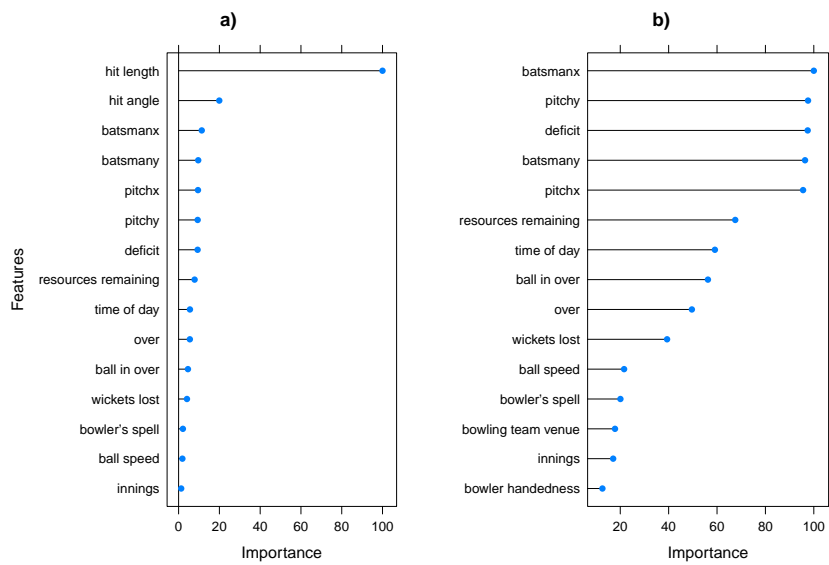 a)
hit length
hit angle
batsmanx
batsmany
pitchx
pitchy
deficit
resources remaining
time of day
over
ball in over
wickets lost
bowler's spell
ball speed
innings
0 20 40 60 80 100
Importance
Features
b)
batsmanx
pitchy
deficit
batsmany
pitchx
resources remaining
time of day
ball in over
over
wickets lost
ball speed
bowler's spell
bowling team venue
innings
bowler handedness
20 40 60 80 100
Importance